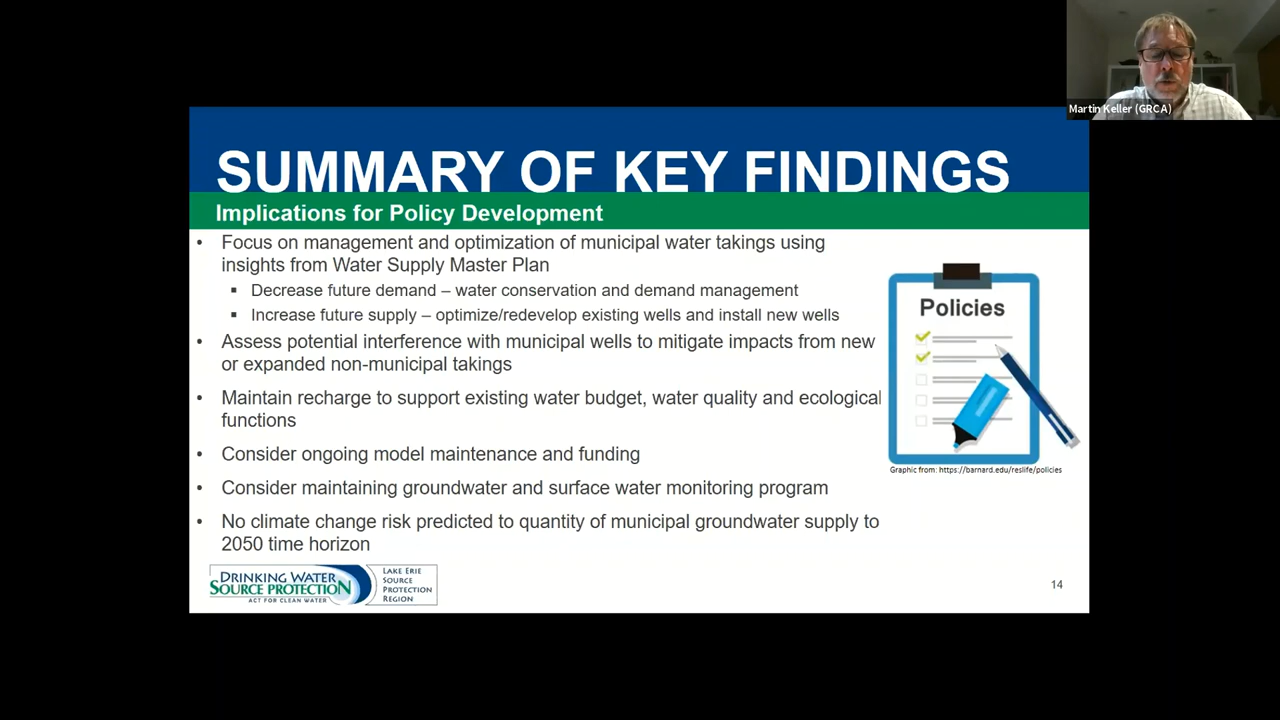 Martin Keller (GRCA)
SUMMARY OF KEY FINDINGS
Implications for Policy Development
• Focus on management and optimization of municipal water takings using
insights from Water Supply Master Plan
▪ Decrease future demand – water conservation and demand management
▪ Increase future supply – optimize/redevelop existing wells and install new wells
• Assess potential interference with municipal wells to mitigate impacts from new
or expanded non-municipal takings
• Maintain recharge to support existing water budget, water quality and ecological
functions
• Consider ongoing model maintenance and funding
• Consider maintaining groundwater and surface water monitoring program
• No climate change risk predicted to quantity of municipal groundwater supply to
2050 time horizon
Policies
Graphic from: https://barnard.edu/reslife/policies
DRINKING WATER
SOURCE PROTECTION
ACT FOR CLEAN WATER
LAKE ERIE
SOURCE
PROTECTION
REGION
14